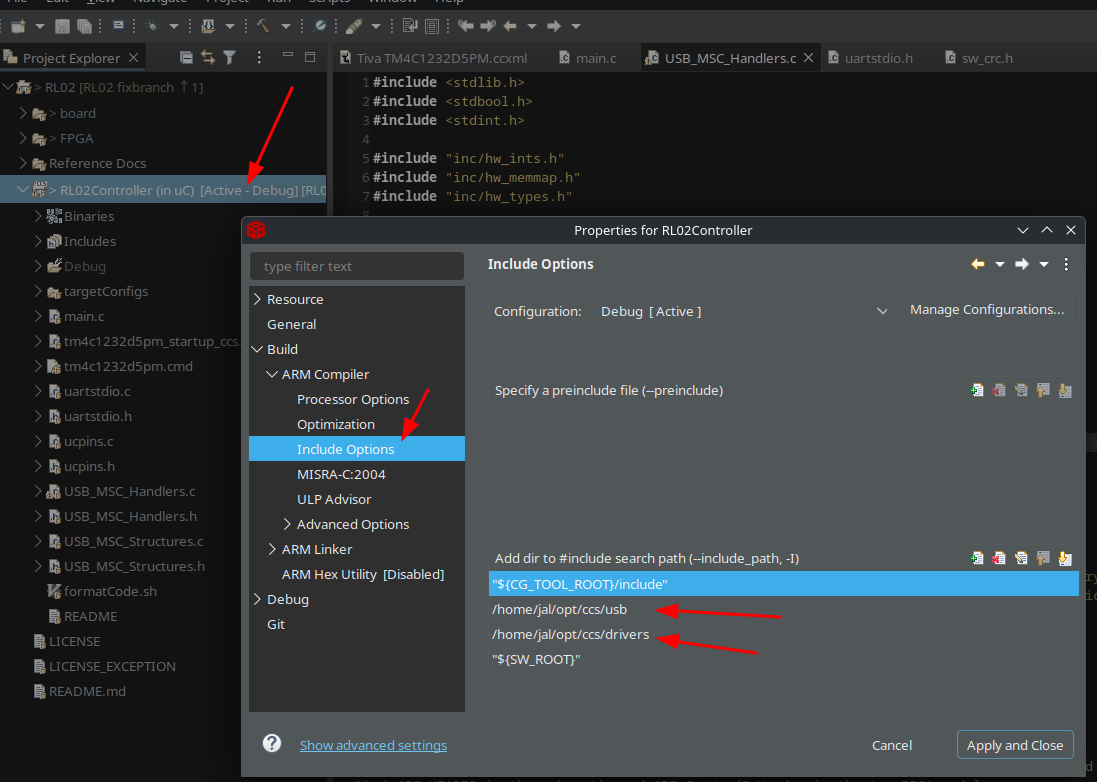 File Edit View Navigate Project Run Scripts Window Help
Project Explorer
Tiva TM4C1232D5PM.ccxml
main.c
USB_MSC_Handlers.c
uartstdio.h
sw_crc.h
> RL02 [RL02 fixbranch ↑1]
> board
> FPGA
Reference Docs
> RL02Controller (in uC) [Active - Debug] [RL0
Binaries
Includes
Debug
targetConfigs
main.c
tm4c1232d5pm_startup_ccs.
tm4c1232d5pm.cmd
uartstdio.c
uartstdio.h
ucpins.c
ucpins.h
USB_MSC_Handlers.c
USB_MSC_Handlers.h
USB_MSC_Structures.c
USB_MSC_Structures.h
formatCode.sh
README
LICENSE
LICENSE_EXCEPTION
README.md
1 #include <stdlib.h>
2 #include <stdbool.h>
3 #include <stdint.h>
4
5 #include "inc/hw_ints.h"
6 #include "inc/hw_memmap.h"
7 #include "inc/hw_types.h"
8
Properties for RL02Controller
type filter text
Resource
General
Build
ARM Compiler
Processor Options
Optimization
Include Options
MISRA-C:2004
ULP Advisor
Advanced Options
ARM Linker
ARM Hex Utility [Disabled]
Debug
Git
Include Options
Configuration:
Debug [ Active ]
Manage Configurations...
Specify a preinclude file (--preinclude)
Add dir to #include search path (--include_path, -I)
"${CG_TOOL_ROOT}/include"
/home/jal/opt/ccs/usb
/home/jal/opt/ccs/drivers
"${SW_ROOT}"
Show advanced settings
Cancel
Apply and Close